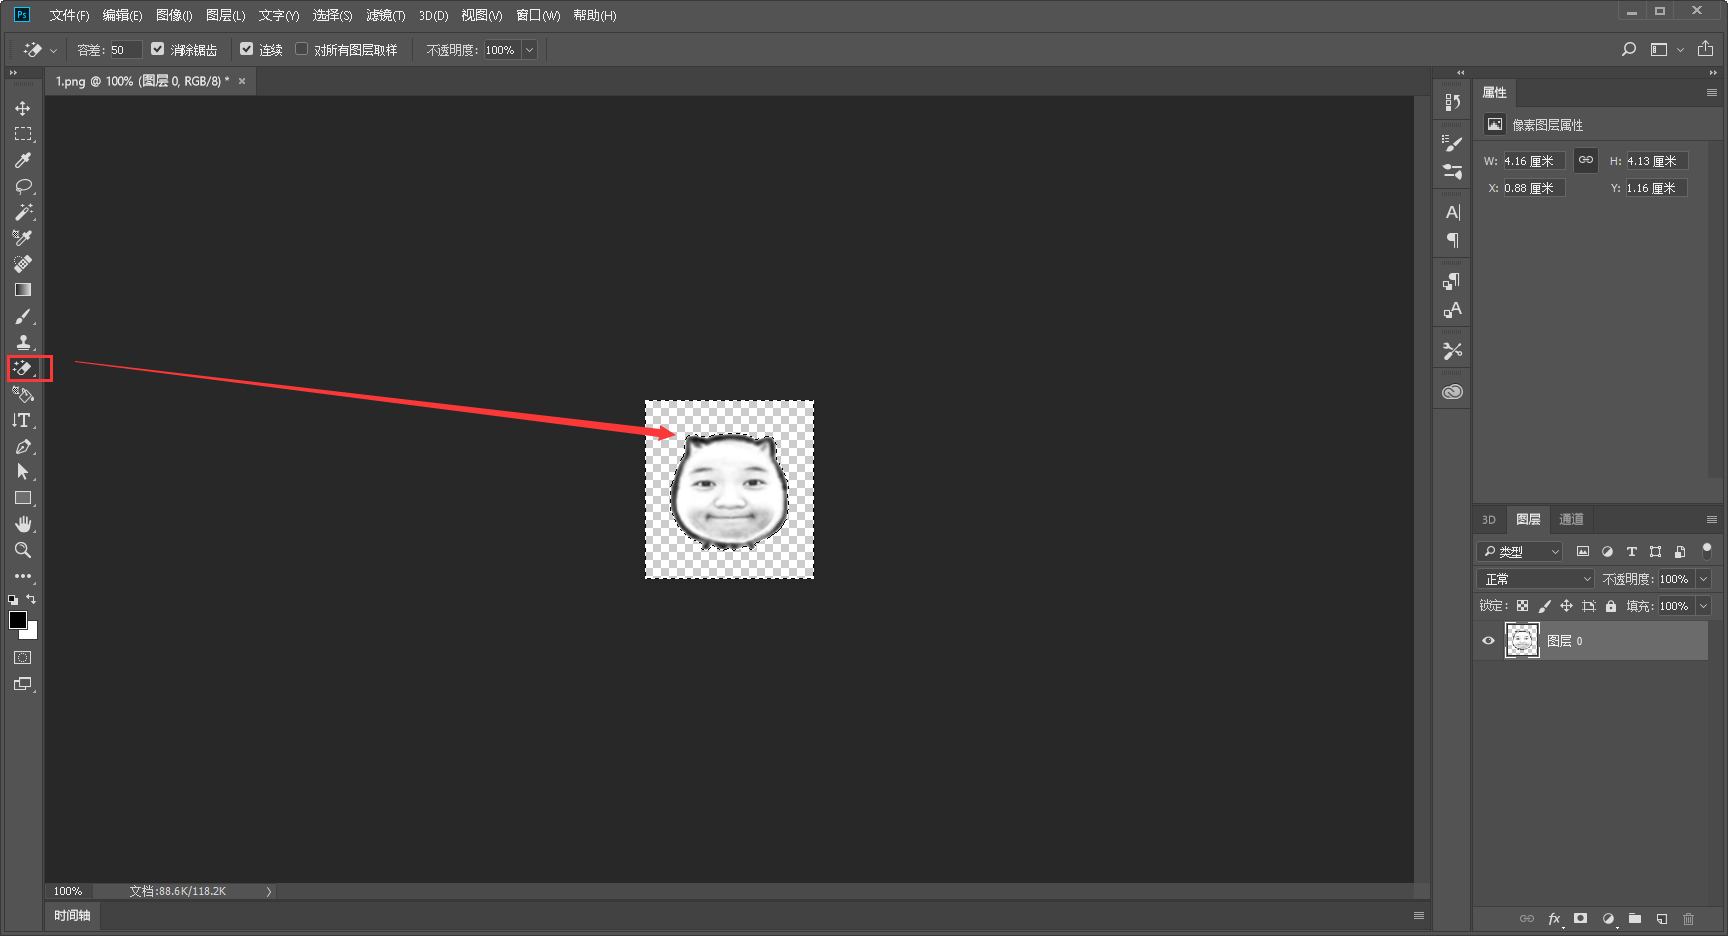 Ps 文件(F) 编辑(E) 图像(I) 图层(L) 文字(Y) 选择(S) 滤镜(T) 3D(D) 视图(V) 窗口(W) 帮助(H)
容差: 50 消除锯齿 连续 对所有图层取样 不透明度: 100%
1.png @ 100% (图层 0, RGB/8) * ×
属性
像素图层属性
W: 4.16 厘米 H: 4.13 厘米
X: 0.88 厘米 Y: 1.16 厘米
3D 图层 通道
类型
正常 不透明度: 100%
锁定: 填充: 100%
图层 0
100% 文档:88.6K/118.2K
时间轴
fx